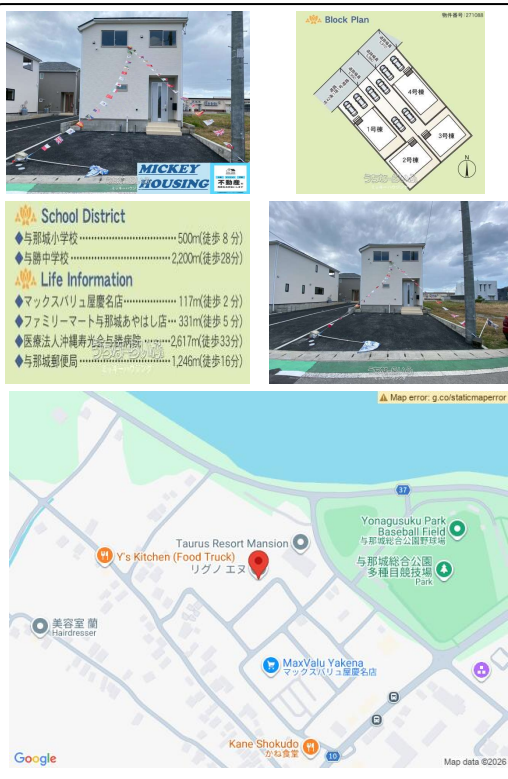 MICKEY
HOUSING
不動産。
Block Plan
物件番号:271088
4号棟
1号棟
3号棟
2号棟
N
School District
◆与那城小学校…………………500m(徒歩8分)
◆与勝中学校…………………2,200m(徒歩28分)
Life Information
◆マックスバリュ屋慶名店………………117m(徒歩2分)
◆ファミリーマート与那城あやはし店…331m(徒歩5分)
◆医療法人沖縄寿光会与勝病院……2,617m(徒歩33分)
◆与那城郵便局…………………1,246m(徒歩16分)
Map error: g.co/staticmaperror
37
Yonagusuku Park
Baseball Field
与那城総合公園野球場
Taurus Resort Mansion
Y's Kitchen (Food Truck)
リグノ エヌ
与那城総合公園
多種目競技場
Park
美容室 蘭
Hairdresser
MaxValu Yakena
マックスバリュ屋慶名店
Kane Shokudo
かね食堂
10
Google
Map data ©2026